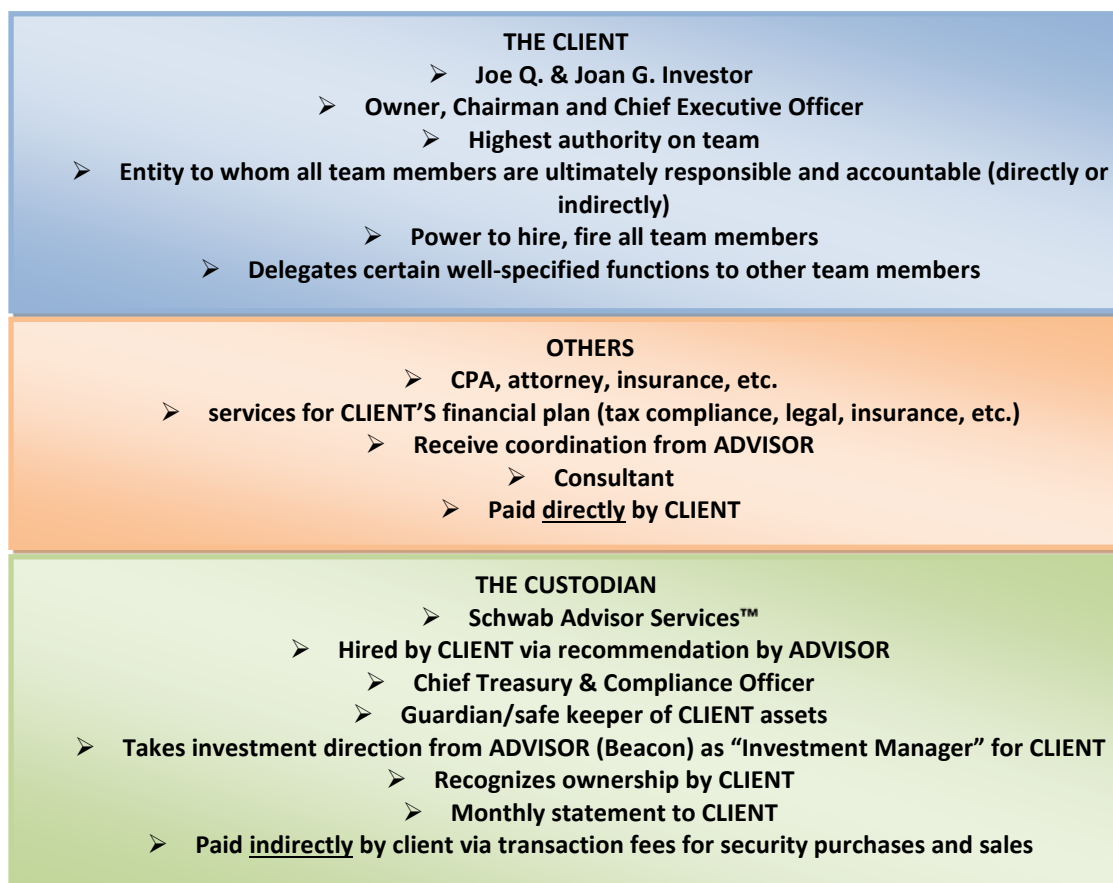 THE CLIENT
➢ Joe Q. & Joan G. Investor
➢ Owner, Chairman and Chief Executive Officer
➢ Highest authority on team
➢ Entity to whom all team members are ultimately responsible and accountable (directly or
indirectly)
➢ Power to hire, fire all team members
➢ Delegates certain well-specified functions to other team members
OTHERS
➢ CPA, attorney, insurance, etc.
➢ services for CLIENT'S financial plan (tax compliance, legal, insurance, etc.)
➢ Receive coordination from ADVISOR
➢ Consultant
➢ Paid directly by CLIENT
THE CUSTODIAN
➢ Schwab Advisor Services™
➢ Hired by CLIENT via recommendation by ADVISOR
➢ Chief Treasury & Compliance Officer
➢ Guardian/safe keeper of CLIENT assets
➢ Takes investment direction from ADVISOR (Beacon) as “Investment Manager” for CLIENT
➢ Recognizes ownership by CLIENT
➢ Monthly statement to CLIENT
➢ Paid indirectly by client via transaction fees for security purchases and sales